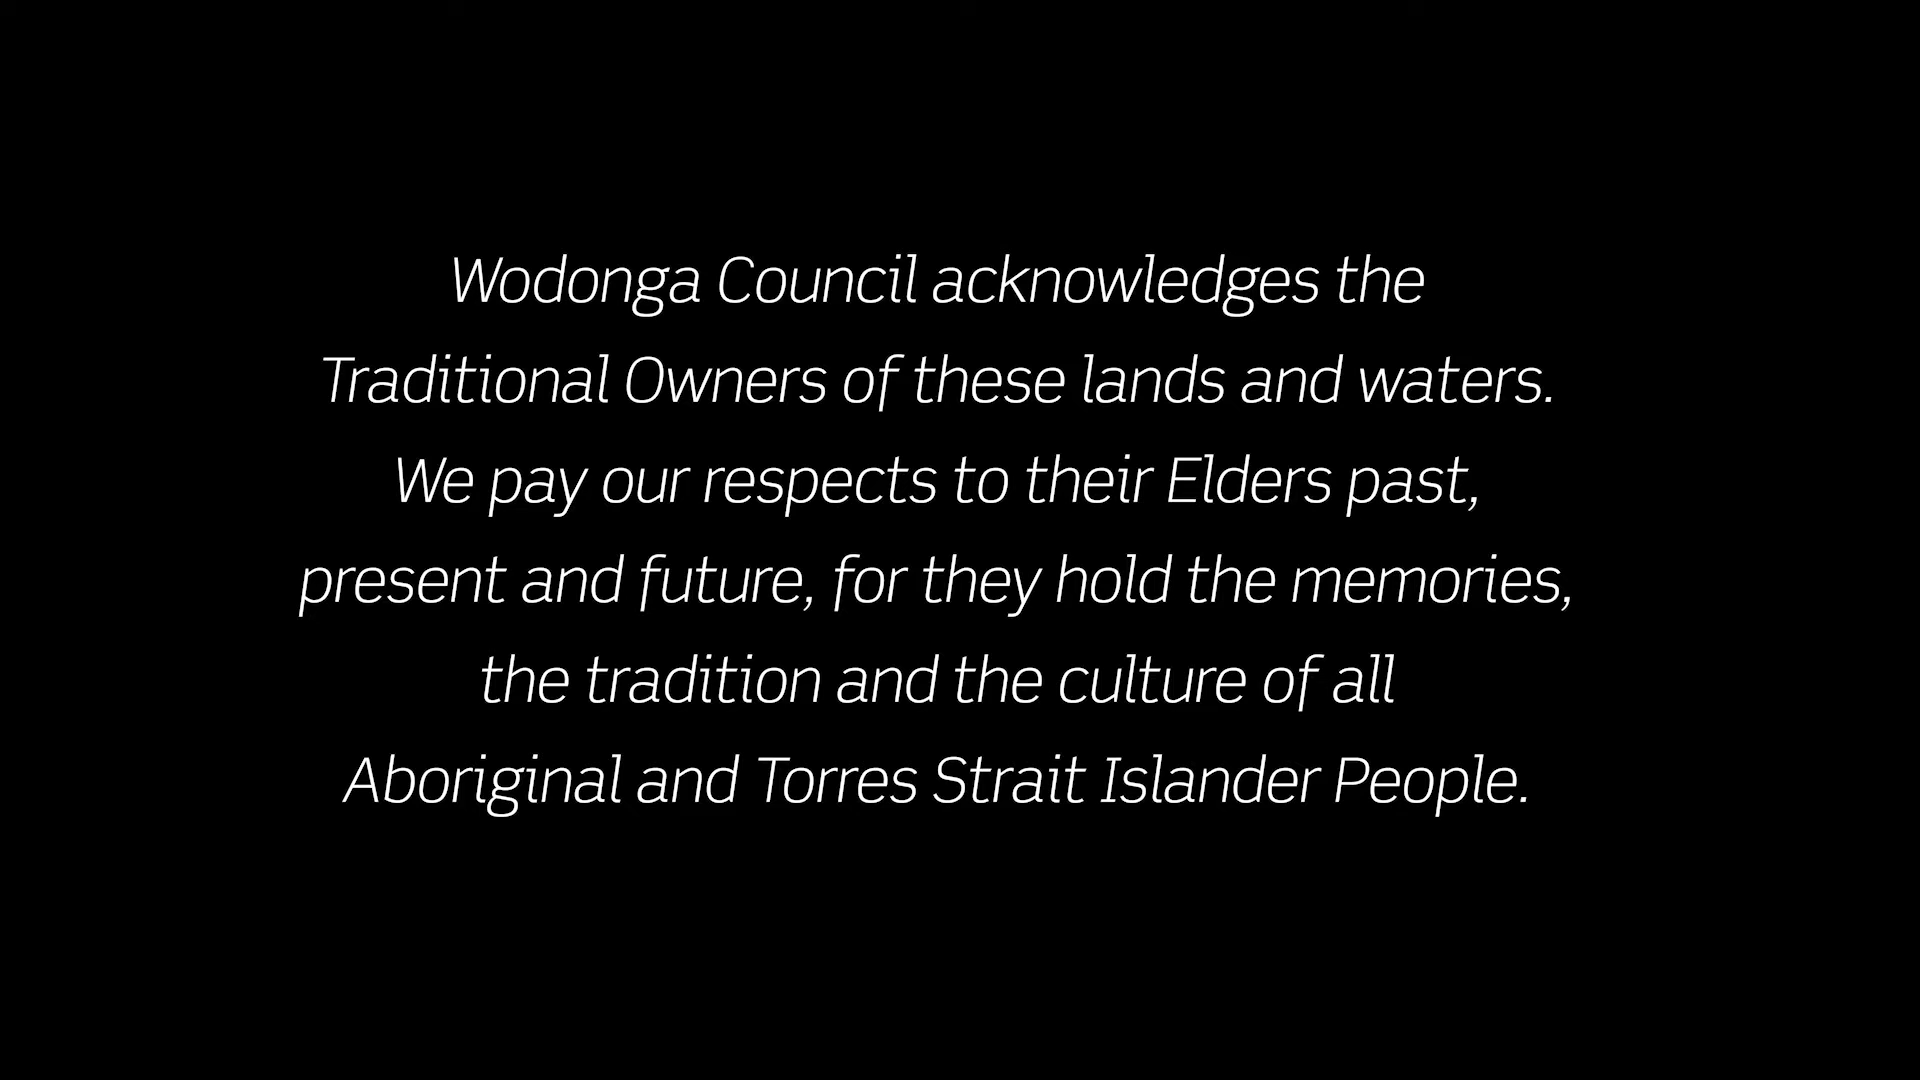 Wodonga Council acknowledges the
Traditional Owners of these lands and waters.
We pay our respects to their Elders past,
present and future, for they hold the memories,
the tradition and the culture of all
Aboriginal and Torres Strait Islander People.